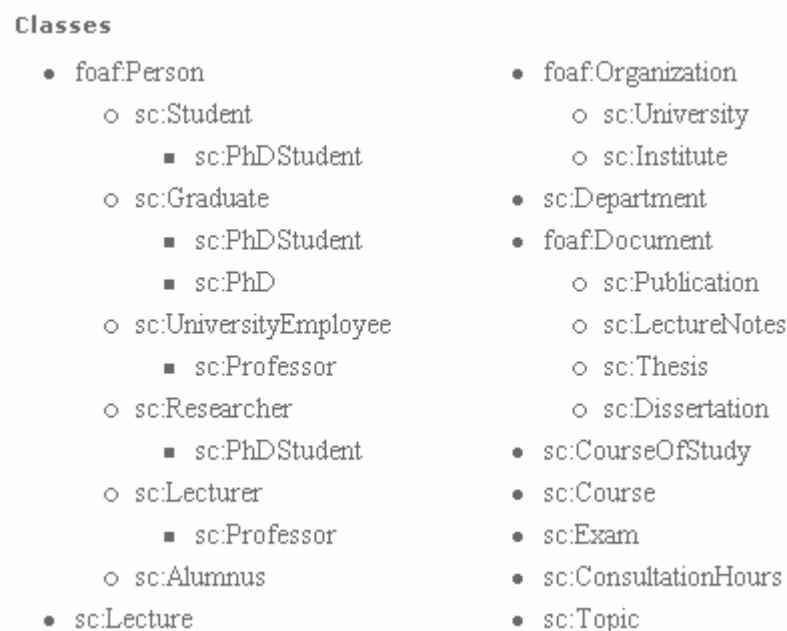 Classes
foaf:Person
sc:Student
sc:PhDStudent
sc:Graduate
sc:PhDStudent
sc:PhD
sc:UniversityEmployee
sc:Professor
sc:Researcher
sc:PhDStudent
sc:Lecturer
sc:Professor
sc:Alumnus
sc:Lecture
foaf:Organization
sc:University
sc:Institute
sc:Department
foaf:Document
sc:Publication
sc:LectureNotes
sc:Thesis
sc:Dissertation
sc:CourseOfStudy
sc:Course
sc:Exam
sc:ConsultationHours
sc:Topic